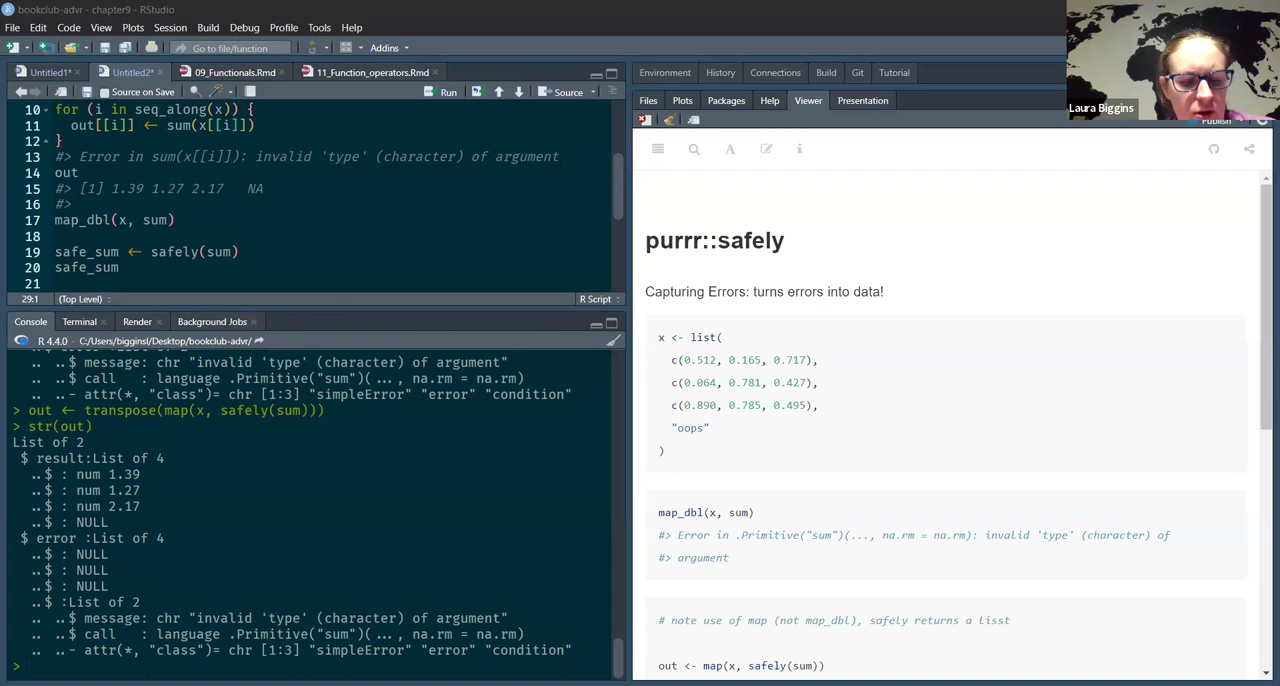 bookclub-advr - chapter9 - RStudio
File Edit Code View Plots Session Build Debug Profile Tools Help
Go to file/function Addins
Untitled1* Untitled2* 09_Functionals.Rmd 11_Function_operators.Rmd
Source on Save Run Source
10 for (i in seq_along(x)) {
11 out[[i]] <- sum(x[[i]])
12 }
13 #> Error in sum(x[[i]]): invalid 'type' (character) of argument
14 out
15 #> [1] 1.39 1.27 2.17 NA
16 #>
17 map_dbl(x, sum)
18
19 safe_sum <- safely(sum)
20 safe_sum
21
29:1 (Top Level) R Script
Console Terminal Render Background Jobs
R 4.4.0 · C:/Users/bigginsl/Desktop/bookclub-advr/
.. ..$ message: chr "invalid 'type' (character) of argument"
.. ..$ call : language .Primitive("sum")(..., na.rm = na.rm)
.. ..- attr(*, "class")= chr [1:3] "simpleError" "error" "condition"
> out <- transpose(map(x, safely(sum)))
> str(out)
List of 2
$ result:List of 4
..$ : num 1.39
..$ : num 1.27
..$ : num 2.17
..$ : NULL
$ error :List of 4
..$ : NULL
..$ : NULL
..$ : NULL
..$ :List of 2
.. ..$ message: chr "invalid 'type' (character) of argument"
.. ..$ call : language .Primitive("sum")(..., na.rm = na.rm)
.. ..- attr(*, "class")= chr [1:3] "simpleError" "error" "condition"
>
Environment History Connections Build Git Tutorial
Files Plots Packages Help Viewer Presentation
Publish
Laura Biggins
purrr::safely
Capturing Errors: turns errors into data!
x <- list(
c(0.512, 0.165, 0.717),
c(0.064, 0.781, 0.427),
c(0.890, 0.785, 0.495),
"oops"
)
map_dbl(x, sum)
#> Error in .Primitive("sum")(..., na.rm = na.rm): invalid 'type' (character) of
#> argument
# note use of map (not map_dbl), safely returns a lisst
out <- map(x, safely(sum))